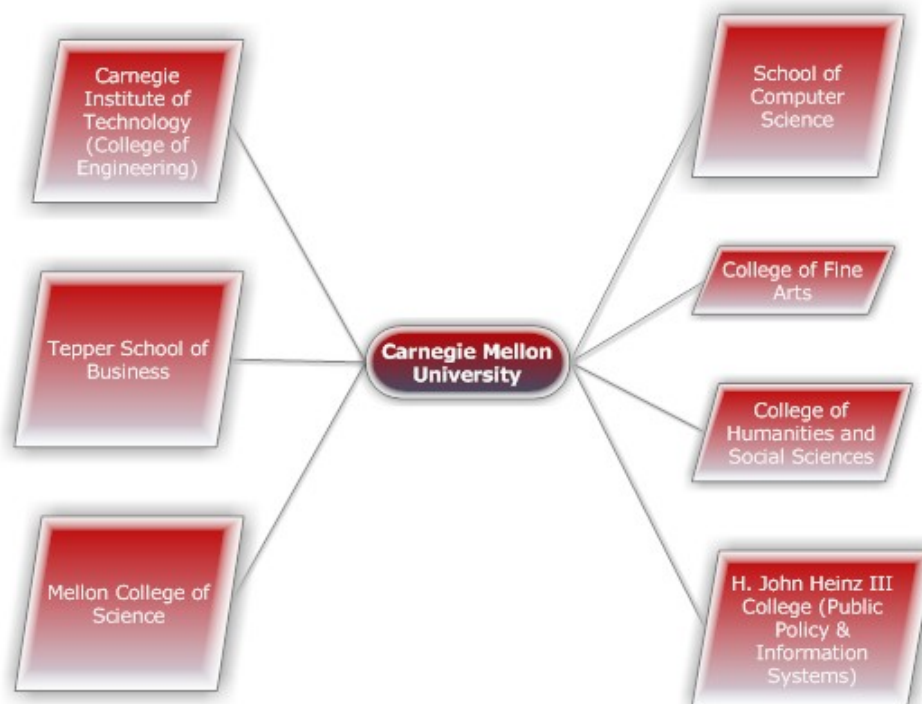 Carnegie
Institute of
Technology
(College of
Engineering)
Tepper School of
Business
Mellon College of
Science
Carnegie Mellon
University
School of
Computer
Science
College of Fine
Arts
College of
Humanities and
Social Sciences
H. John Heinz III
College (Public
Policy &
Information
Systems)